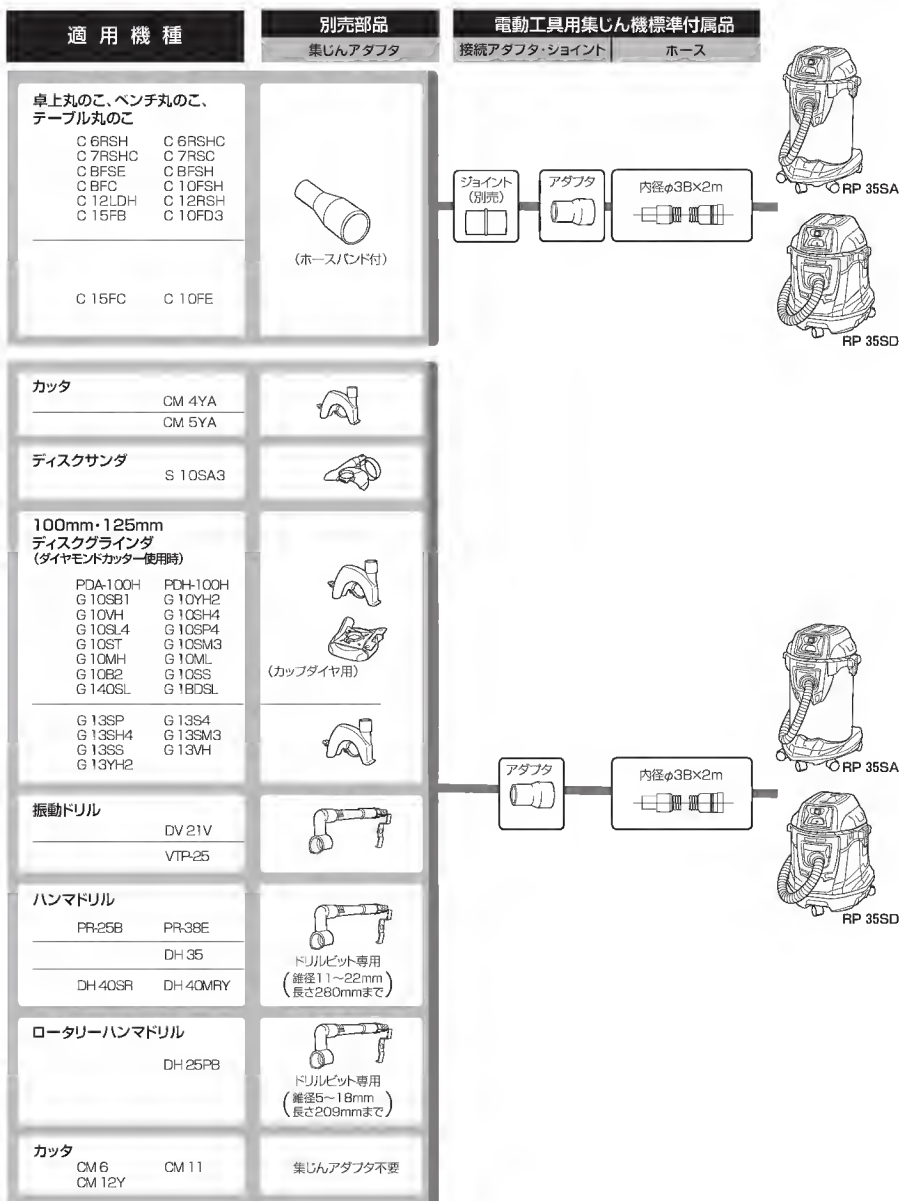 適用機種
別売部品
集じんアダプタ
電動工具用集じん機標準付属品
接続アダプタ・ジョイント
ホース
卓上丸のこ、ベンチ丸のこ、
テーブル丸のこ
C 6RSH C 6RSHC
C 7RSHC C 7RSC
C 8FSE C 8FSH
C 8FC C 10FSH
C 12LDH C 12RSH
C 15FB C 10FD3
C 15FC C 10FE
(ホースバンド付)
ジョイント
(別売)
アダプタ
内径φ38×2m
RP 35SA
RP 35SD
カッタ
CM 4YA
CM 5YA
ディスクサンダ
S 10SA3
100mm・125mm
ディスクグラインダ
(ダイヤモンドカッター使用時)
PDA-100H PDH-100H
G 10SB1 G 10YH2
G 10VH G 10SH4
G 10SL4 G 10SP4
G 10ST G 10SM3
G 10MH G 10ML
G 10B2 G 10SS
G 140SL G 18DSL
(カップダイヤ用)
G 13SP G 13S4
G 13SH4 G 13SM3
G 13SS G 13VH
G 13YH2
アダプタ
内径φ38×2m
RP 35SA
RP 35SD
振動ドリル
DV 21V
VTP-25
ハンマドリル
PR-25B PR-38E
DH 35
DH 40SR DH 40MRY
ドリルビット専用
(錐径11~22mm
長さ280mmまで)
ロータリーハンマドリル
DH 25PB
ドリルビット専用
(錐径5~18mm
長さ209mmまで)
カッタ
CM 6 CM 11
CM 12Y
集じんアダプタ不要